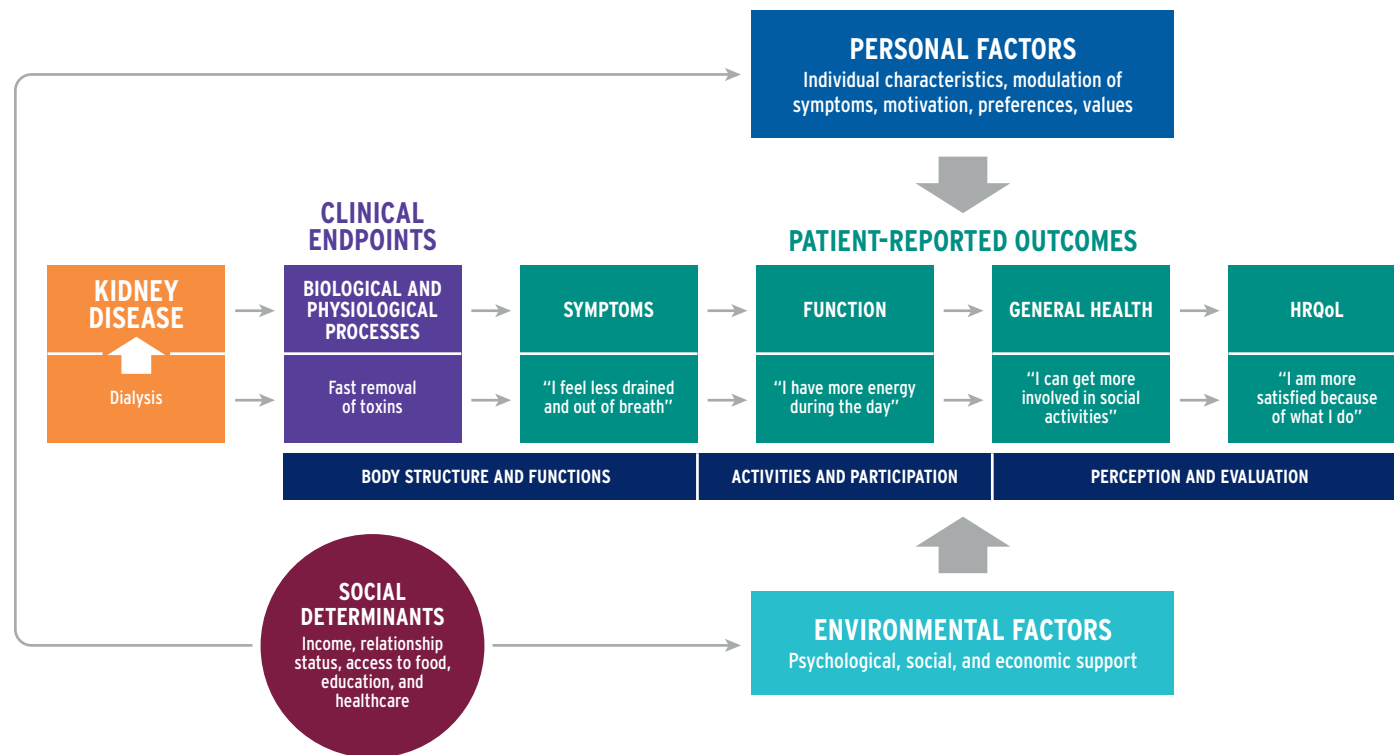 PERSONAL FACTORS
Individual characteristics, modulation of
symptoms, motivation, preferences, values
CLINICAL
ENDPOINTS
PATIENT-REPORTED OUTCOMES
KIDNEY
DISEASE
Dialysis
BIOLOGICAL AND
PHYSIOLOGICAL
PROCESSES
Fast removal
of toxins
SYMPTOMS
“I feel less drained
and out of breath”
FUNCTION
“I have more energy
during the day”
GENERAL HEALTH
“I can get more
involved in social
activities”
HRQoL
“I am more
satisfied because
of what I do”
BODY STRUCTURE AND FUNCTIONS
ACTIVITIES AND PARTICIPATION
PERCEPTION AND EVALUATION
SOCIAL
DETERMINANTS
Income, relationship
status, access to food,
education, and
healthcare
ENVIRONMENTAL FACTORS
Psychological, social, and economic support